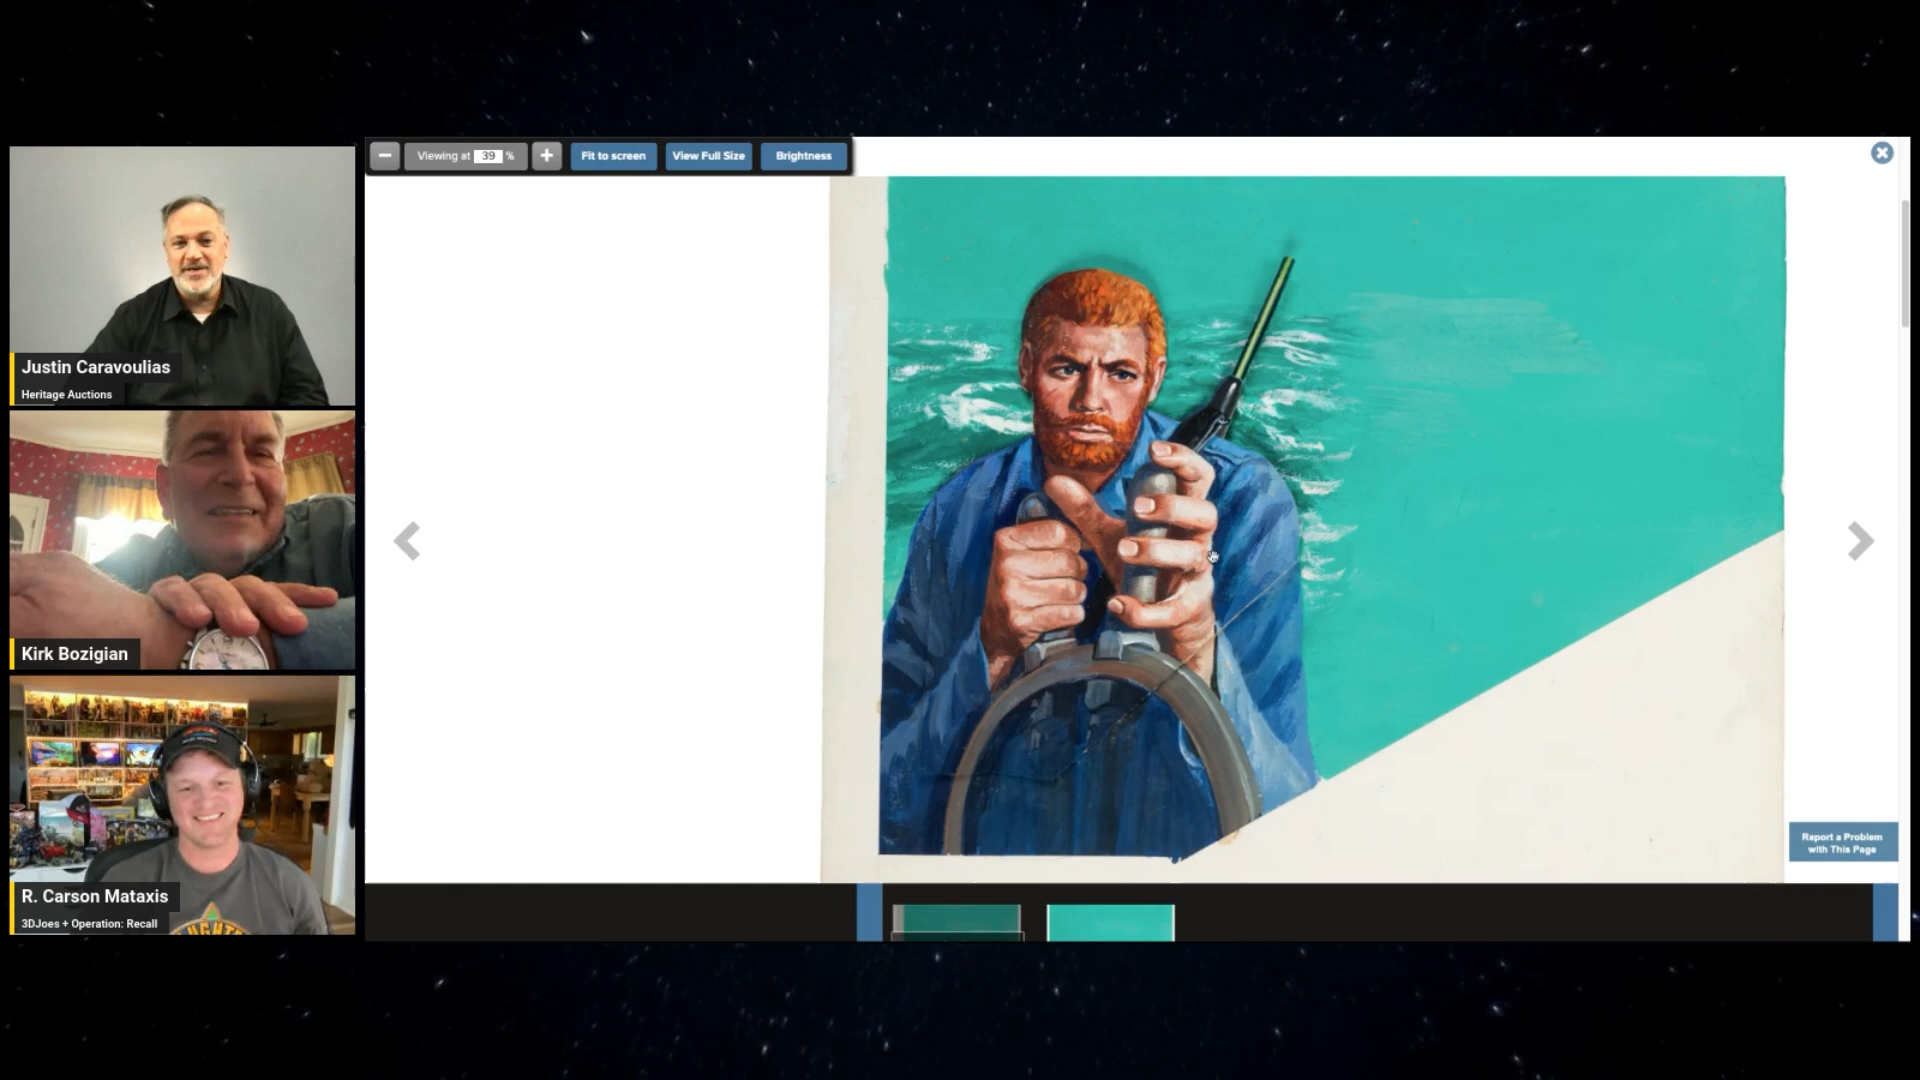 Viewing at 39 %
Fit to screen
View Full Size
Brightness
Justin Caravoulias
Heritage Auctions
Kirk Bozigian
R. Carson Mataxis
3DJoes + Operation: Recall
Report a Problem
with This Page